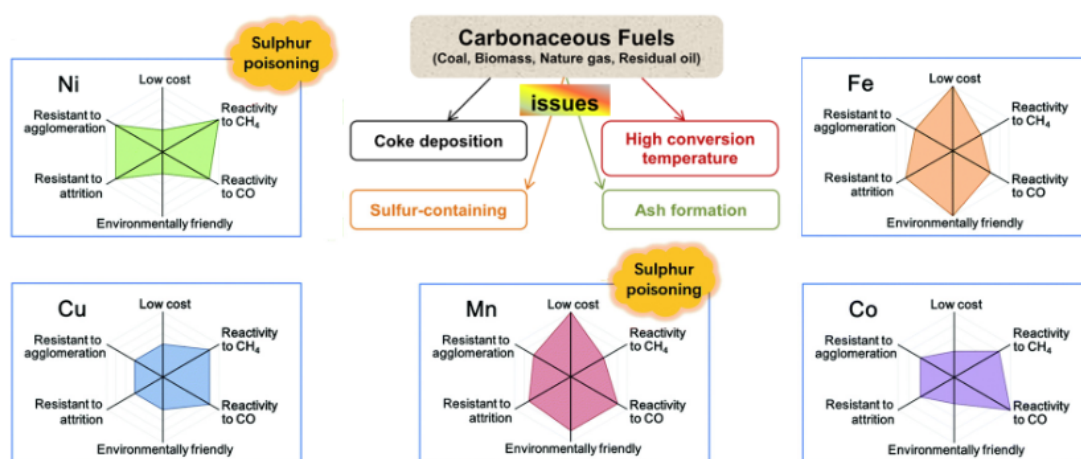 Sulphur
poisoning
Carbonaceous Fuels
(Coal, Biomass, Nature gas, Residual oil)
issues
Coke deposition
High conversion
temperature
Sulfur-containing
Ash formation
Ni
Low cost
Reactivity
to CH₄
Reactivity
to CO
Environmentally friendly
Resistant to
attrition
Resistant to
agglomeration
Fe
Low cost
Reactivity
to CH₄
Reactivity
to CO
Environmentally friendly
Resistant to
attrition
Resistant to
agglomeration
Cu
Low cost
Reactivity
to CH₄
Reactivity
to CO
Environmentally friendly
Resistant to
attrition
Resistant to
agglomeration
Sulphur
poisoning
Mn
Low cost
Reactivity
to CH₄
Reactivity
to CO
Environmentally friendly
Resistant to
attrition
Resistant to
agglomeration
Co
Low cost
Reactivity
to CH₄
Reactivity
to CO
Environmentally friendly
Resistant to
attrition
Resistant to
agglomeration